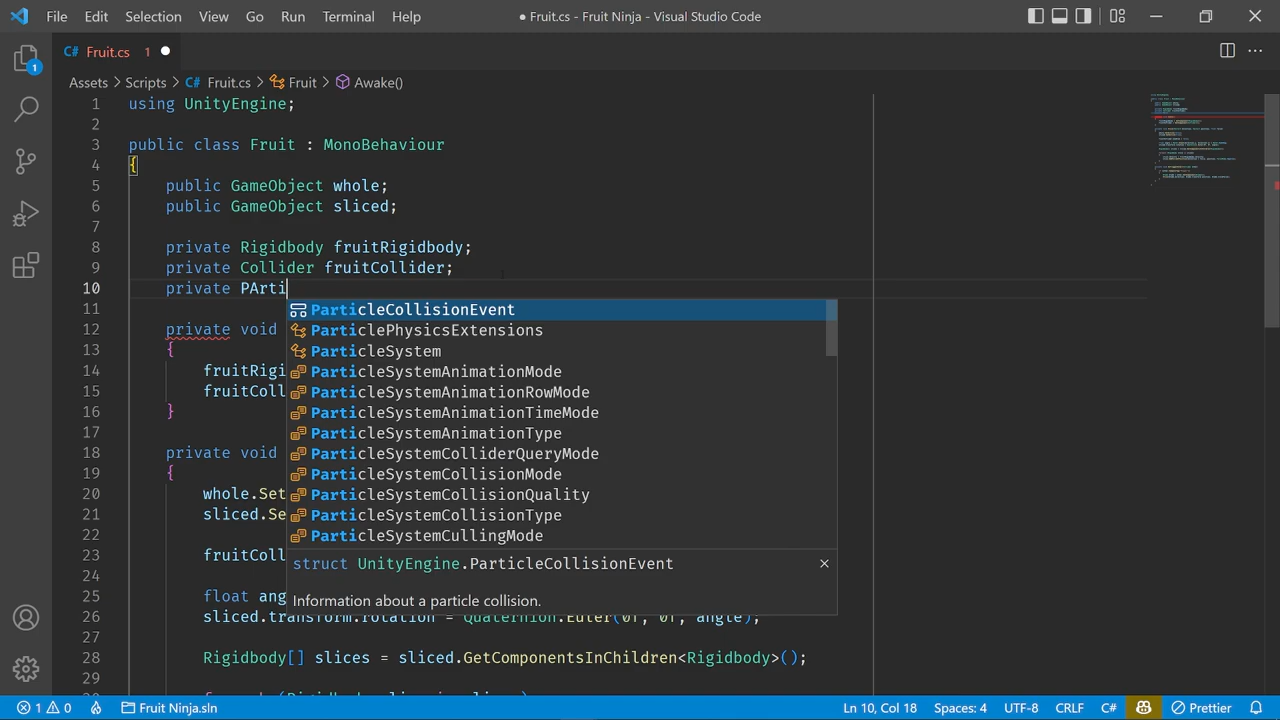 File Edit Selection View Go Run Terminal Help ● Fruit.cs - Fruit Ninja - Visual Studio Code
C# Fruit.cs 1
1
Assets > Scripts > C# Fruit.cs > Fruit > Awake()
1 using UnityEngine;
2
3 public class Fruit : MonoBehaviour
4 {
5 public GameObject whole;
6 public GameObject sliced;
7
8 private Rigidbody fruitRigidbody;
9 private Collider fruitCollider;
10 private PArti
11 ParticleCollisionEvent
ParticlePhysicsExtensions
12 private void
ParticleSystem
13 {
ParticleSystemAnimationMode
14 fruitRigi
ParticleSystemAnimationRowMode
15 fruitColl
ParticleSystemAnimationTimeMode
16 }
ParticleSystemAnimationType
17
ParticleSystemColliderQueryMode
18 private void
ParticleSystemCollisionMode
19 {
ParticleSystemCollisionQuality
20 whole.Set
ParticleSystemCollisionType
21 sliced.Se
ParticleSystemCullingMode
22
struct UnityEngine.ParticleCollisionEvent ×
23 fruitColl
24
Information about a particle collision.
25 float ang
26 sliced.transform.rotation = Quaternion.Euler(0f, 0f, angle);
27
28 Rigidbody[] slices = sliced.GetComponentsInChildren<Rigidbody>();
29
1 0 Fruit Ninja.sln Ln 10, Col 18 Spaces: 4 UTF-8 CRLF C# Prettier